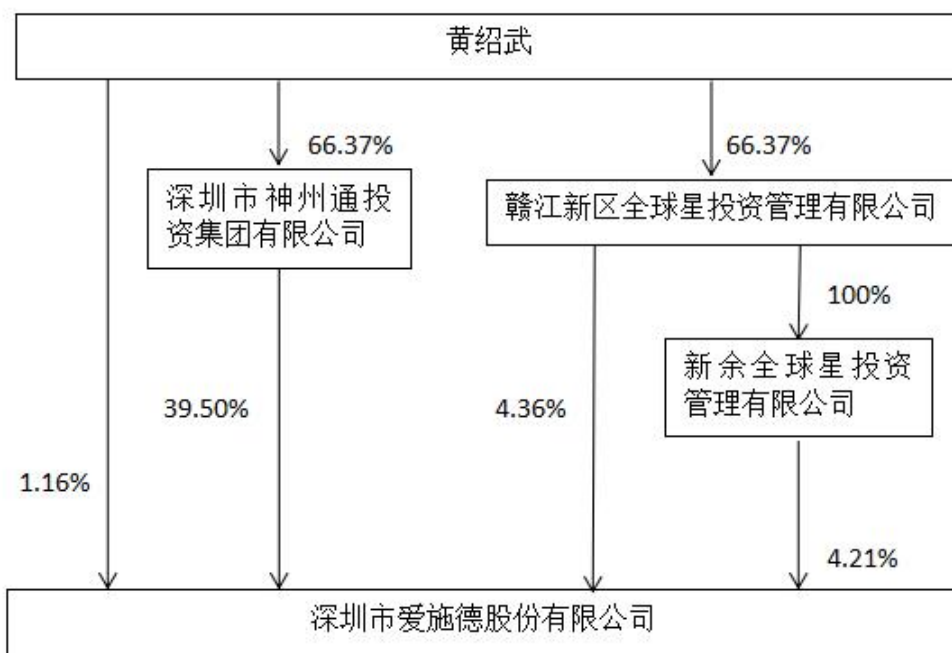 黄绍武
66.37%
66.37%
深圳市神州通投
资集团有限公司
赣江新区全球星投资管理有限公司
100%
新余全球星投资
管理有限公司
39.50%
4.36%
1.16%
4.21%
深圳市爱施德股份有限公司